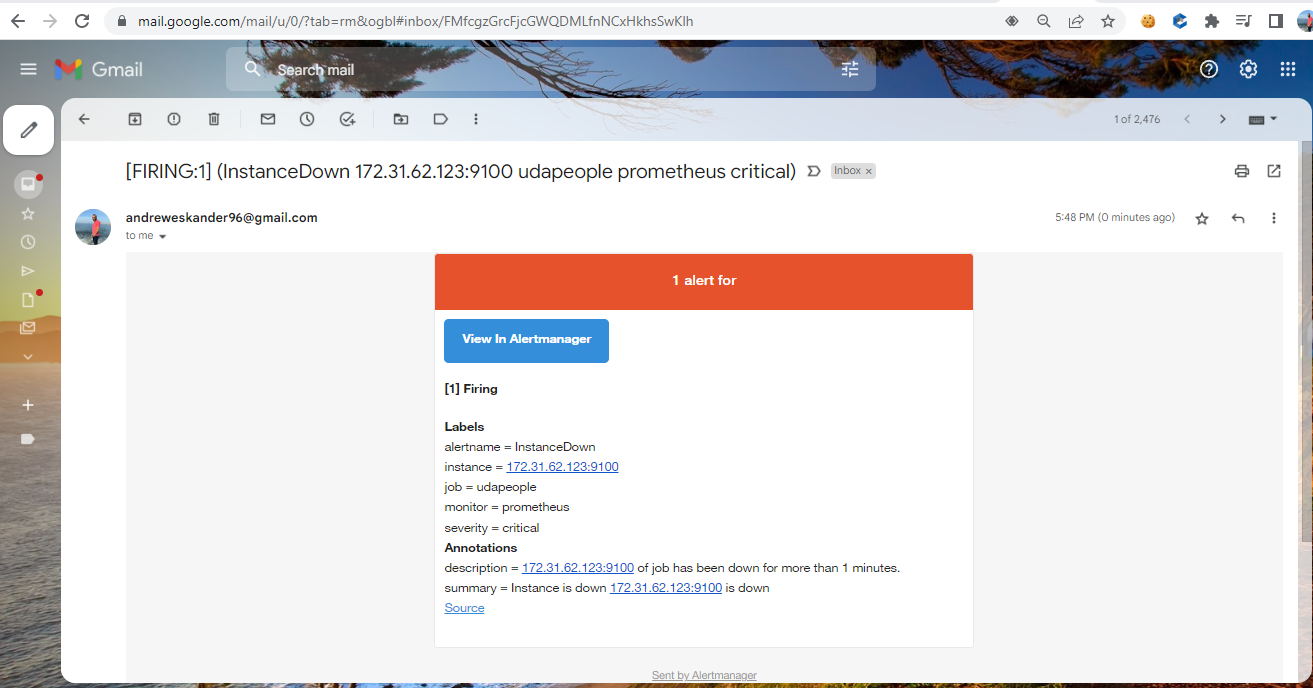 mail.google.com/mail/u/0/?tab=rm&ogbl#inbox/FMfcgzGrcFjcGWQDMLfnNCxHkhsSwKlh
Gmail
Search mail
1 of 2,476
[FIRING:1] (InstanceDown 172.31.62.123:9100 udapeople prometheus critical)
Inbox ×
andreweskander96@gmail.com
5:48 PM (0 minutes ago)
to me
1 alert for
View In Alertmanager
[1] Firing
Labels
alertname = InstanceDown
instance = 172.31.62.123:9100
job = udapeople
monitor = prometheus
severity = critical
Annotations
description = 172.31.62.123:9100 of job has been down for more than 1 minutes.
summary = Instance is down 172.31.62.123:9100 is down
Source
Sent by Alertmanager